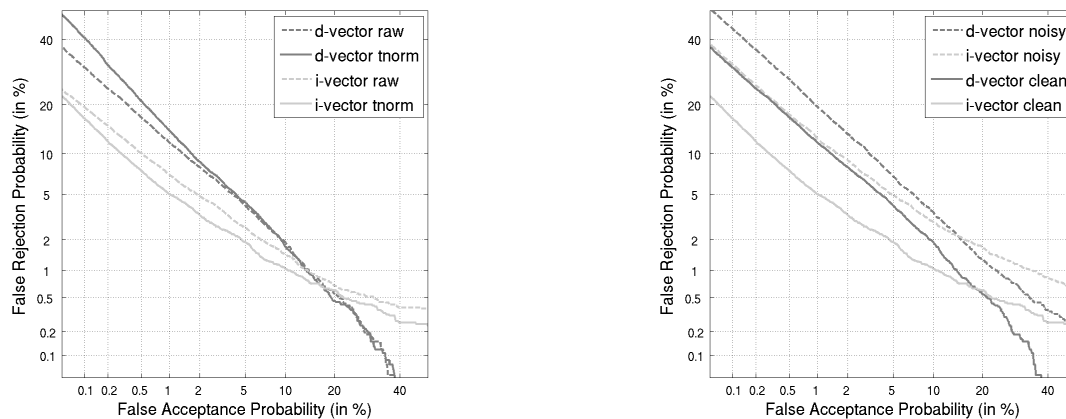 d-vector raw
d-vector tnorm
i-vector raw
i-vector tnorm
40
20
10
5
2
1
0.5
0.2
0.1
False Rejection Probability (in %)
0.1 0.2 0.5 1 2 5 10 20 40
False Acceptance Probability (in %)
d-vector noisy
i-vector noisy
d-vector clean
i-vector clean
40
20
10
5
2
1
0.5
0.2
0.1
False Rejection Probability (in %)
0.1 0.2 0.5 1 2 5 10 20 40
False Acceptance Probability (in %)